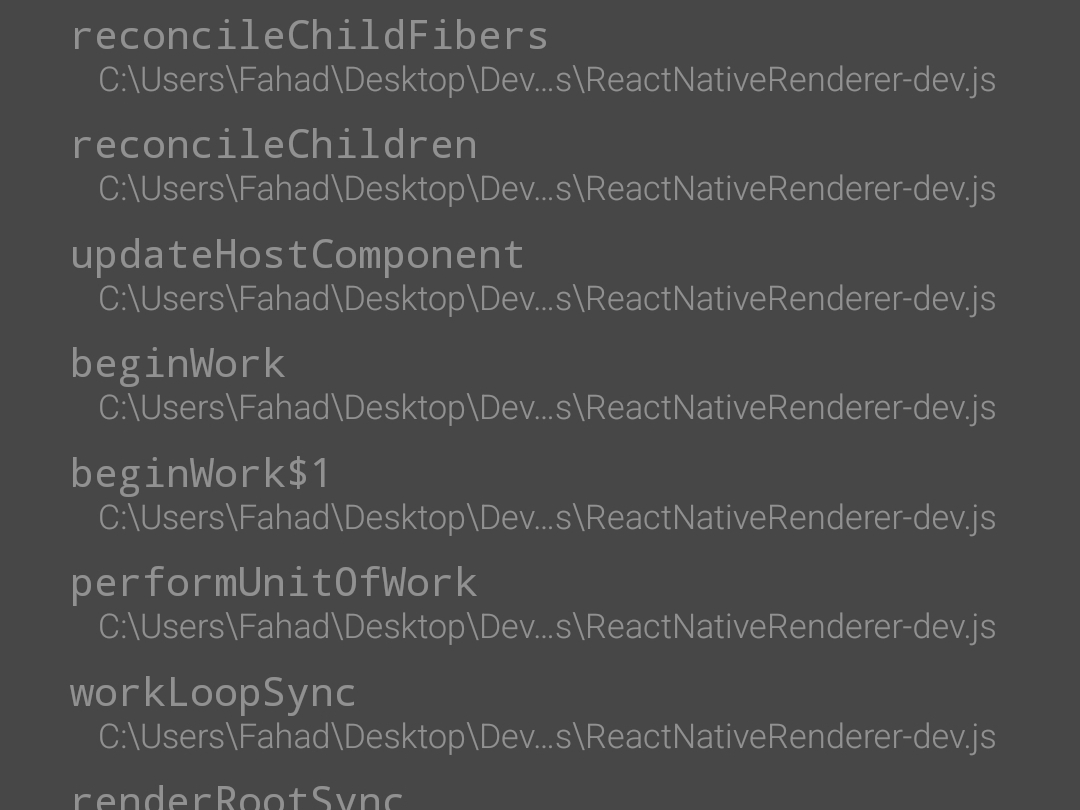 reconcileChildFibers
C:\Users\Fahad\Desktop\Dev...s\ReactNativeRenderer-dev.js
reconcileChildren
C:\Users\Fahad\Desktop\Dev...s\ReactNativeRenderer-dev.js
updateHostComponent
C:\Users\Fahad\Desktop\Dev...s\ReactNativeRenderer-dev.js
beginWork
C:\Users\Fahad\Desktop\Dev...s\ReactNativeRenderer-dev.js
beginWork$1
C:\Users\Fahad\Desktop\Dev...s\ReactNativeRenderer-dev.js
performUnitOfWork
C:\Users\Fahad\Desktop\Dev...s\ReactNativeRenderer-dev.js
workLoopSync
C:\Users\Fahad\Desktop\Dev...s\ReactNativeRenderer-dev.js
renderRootSync